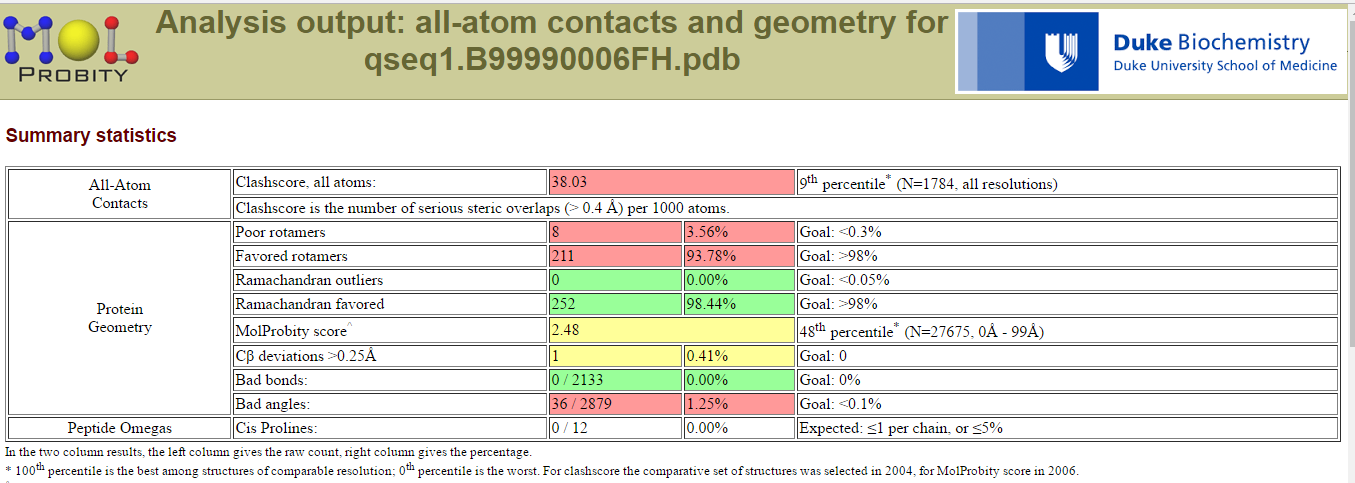 MOL
PROBITY
Analysis output: all-atom contacts and geometry for
qseq1.B99990006FH.pdb
Duke Biochemistry
Duke University School of Medicine
Summary statistics
All-Atom
Contacts
Clashscore, all atoms: 38.03 9th percentile* (N=1784, all resolutions)
Clashscore is the number of serious steric overlaps (> 0.4 Å) per 1000 atoms.
Protein
Geometry
Poor rotamers 8 3.56% Goal: <0.3%
Favored rotamers 211 93.78% Goal: >98%
Ramachandran outliers 0 0.00% Goal: <0.05%
Ramachandran favored 252 98.44% Goal: >98%
MolProbity score^ 2.48 48th percentile* (N=27675, 0Å - 99Å)
Cβ deviations >0.25Å 1 0.41% Goal: 0
Bad bonds: 0 / 2133 0.00% Goal: 0%
Bad angles: 36 / 2879 1.25% Goal: <0.1%
Peptide Omegas Cis Prolines: 0 / 12 0.00% Expected: ≤1 per chain, or ≤5%
In the two column results, the left column gives the raw count, right column gives the percentage.
* 100th percentile is the best among structures of comparable resolution; 0th percentile is the worst. For clashscore the comparative set of structures was selected in 2004, for MolProbity score in 2006.